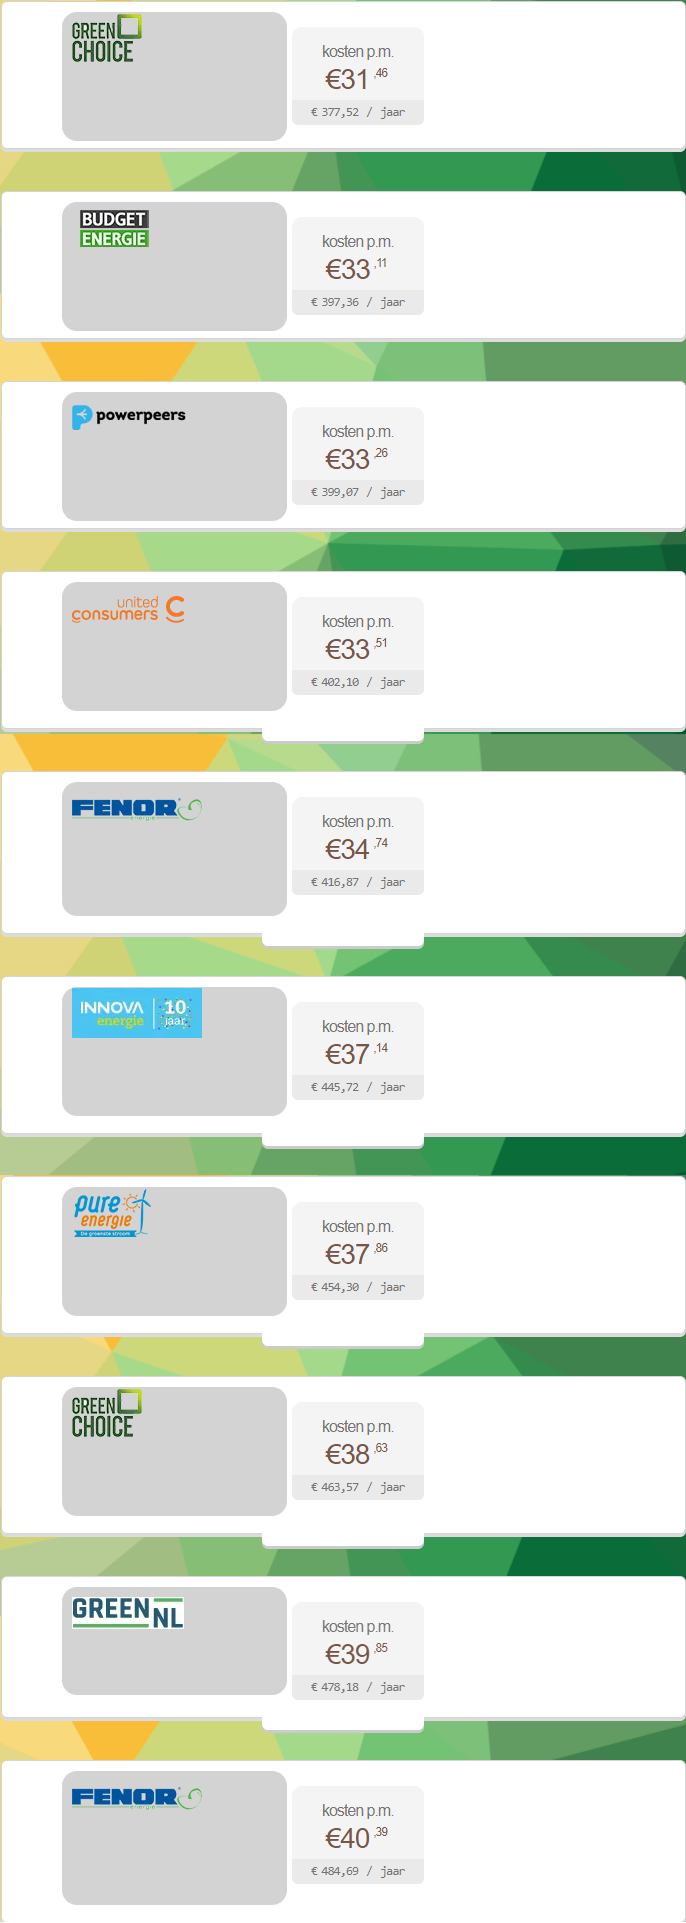 GREEN
CHOICE
kosten p.m.
€31,46
€ 377,52 / jaar
BUDGET
ENERGIE
kosten p.m.
€33,11
€ 397,36 / jaar
powerpeers
kosten p.m.
€33,26
€ 399,07 / jaar
united
consumers
kosten p.m.
€33,51
€ 402,10 / jaar
FENOR
energie
kosten p.m.
€34,74
€ 416,87 / jaar
INNOVA
energie
10
jaar
kosten p.m.
€37,14
€ 445,72 / jaar
pure
energie
De groenste stroom
kosten p.m.
€37,86
€ 454,30 / jaar
GREEN
CHOICE
kosten p.m.
€38,63
€ 463,57 / jaar
GREEN
NL
kosten p.m.
€39,85
€ 478,18 / jaar
FENOR
energie
kosten p.m.
€40,39
€ 484,69 / jaar